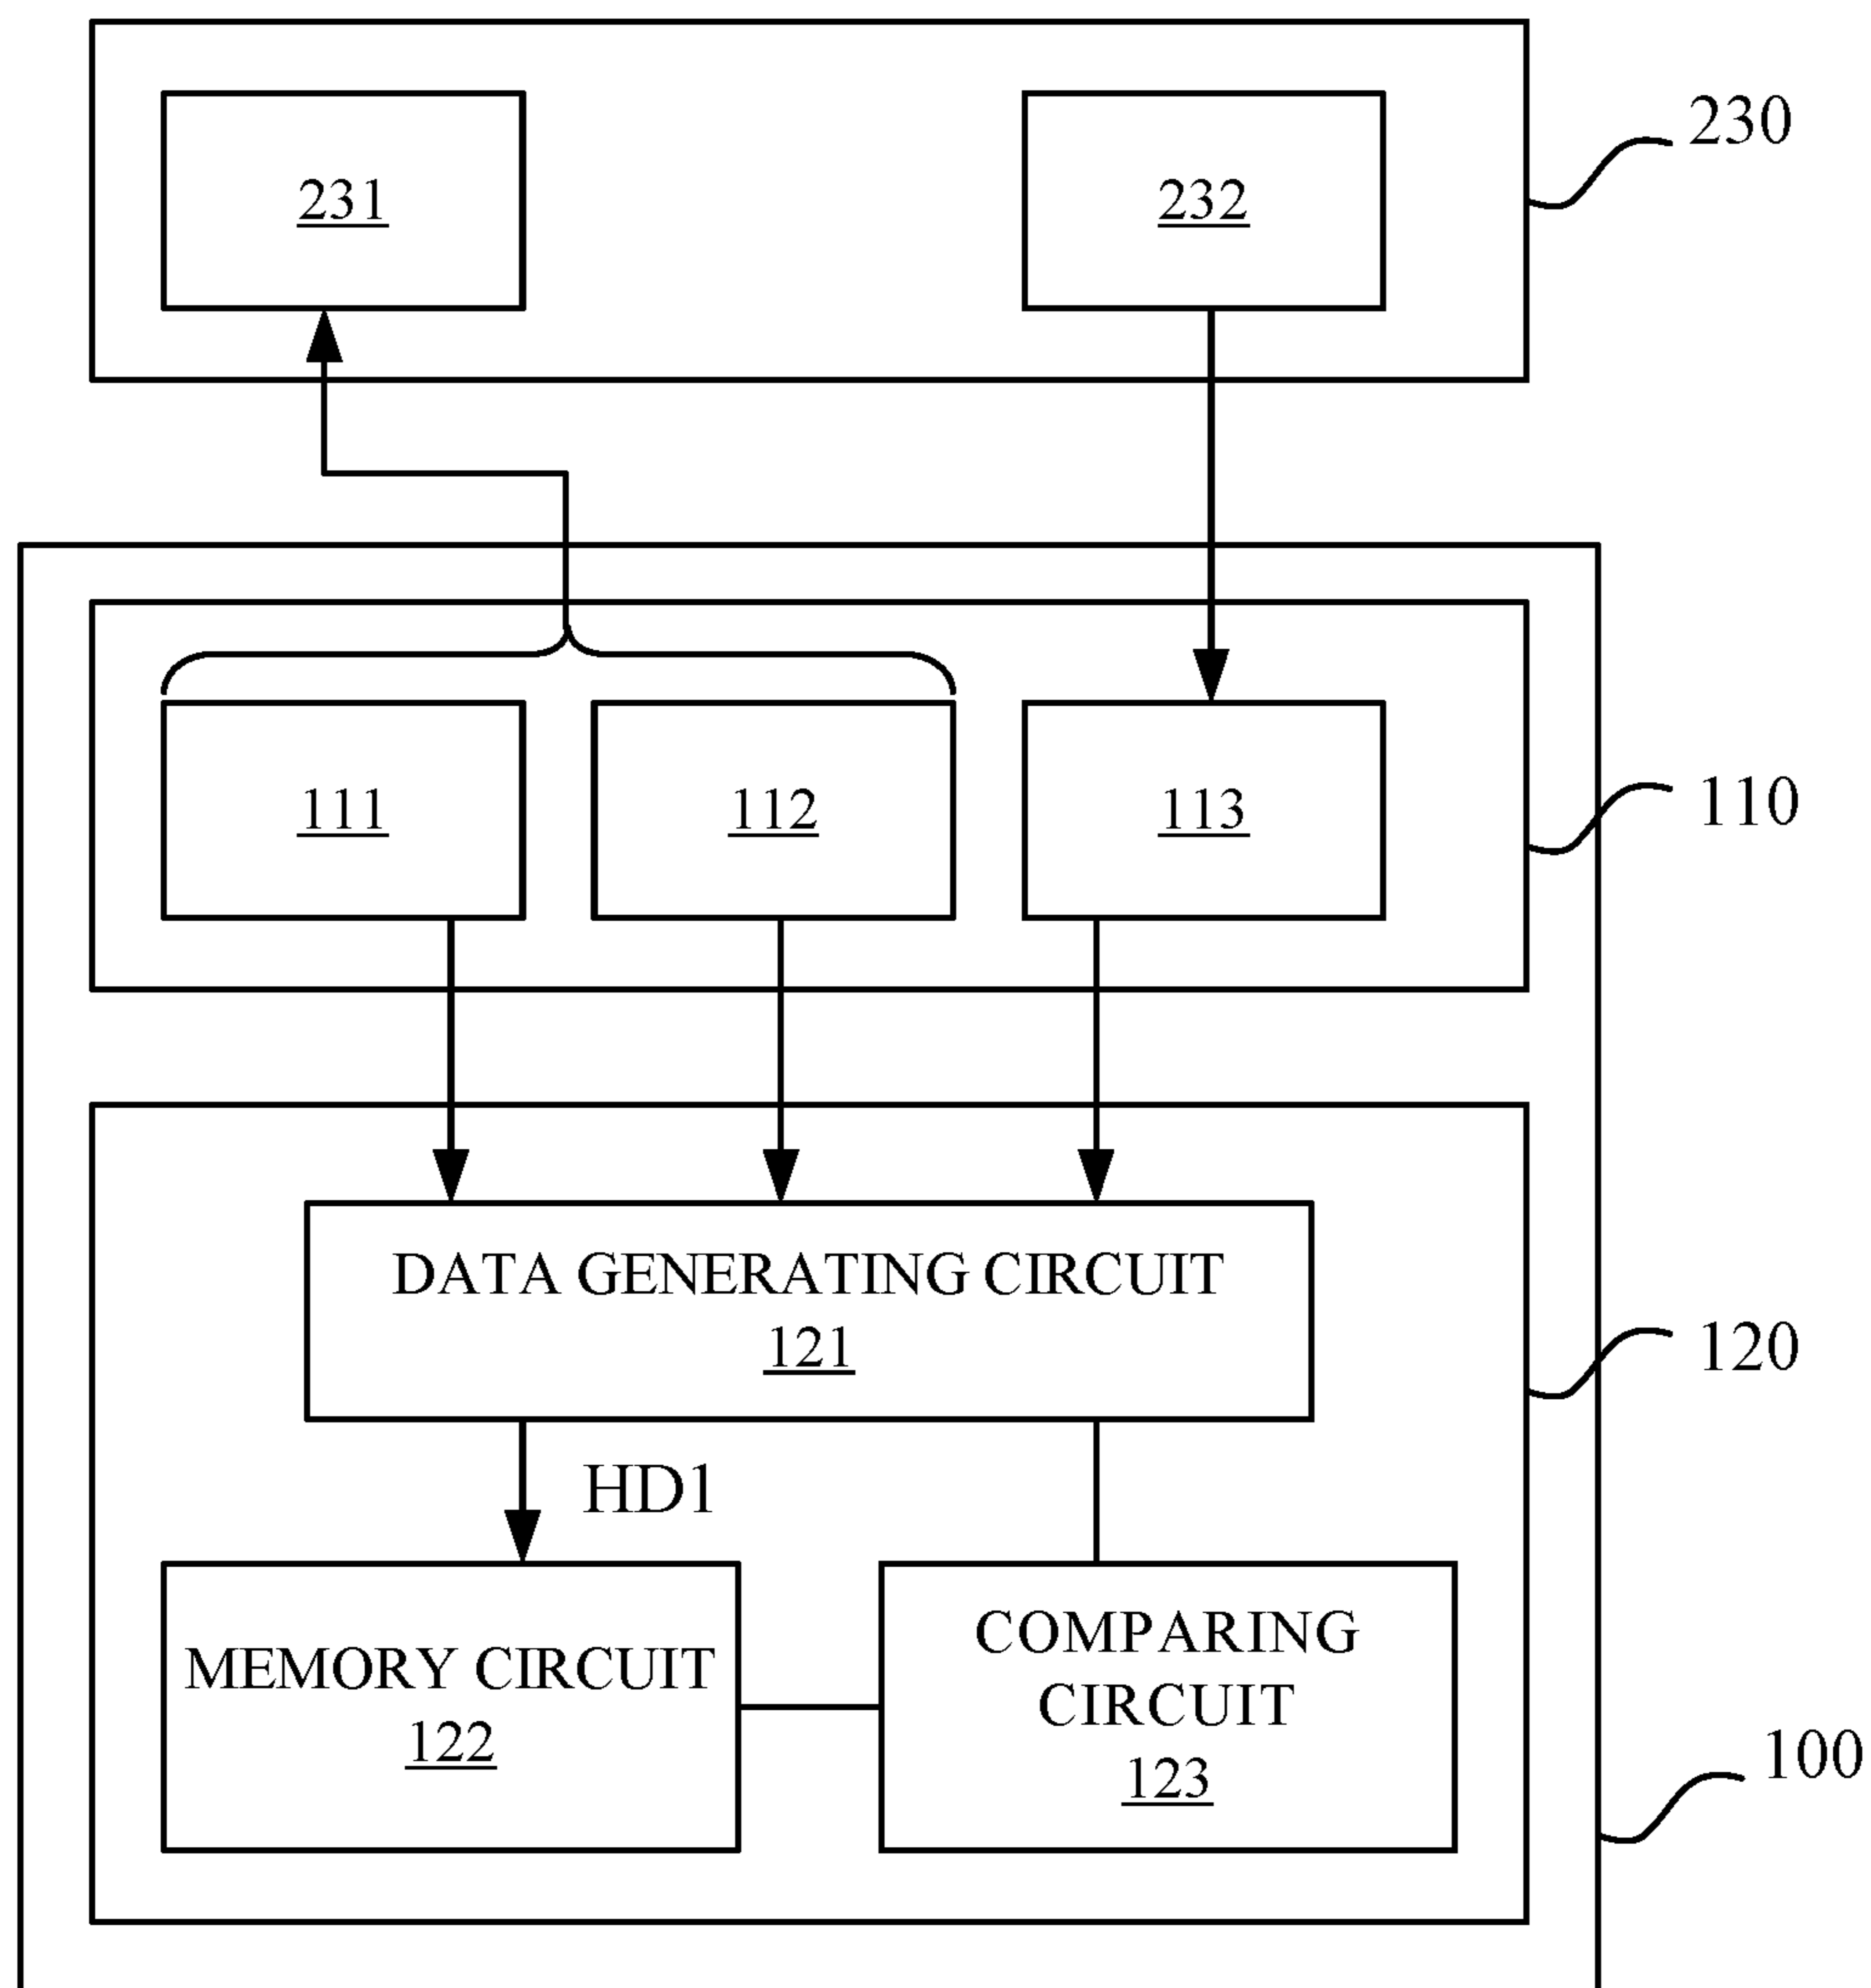 231
232
230
111
112
113
110
DATA GENERATING CIRCUIT
121
120
HD1
MEMORY CIRCUIT
122
COMPARING
CIRCUIT
123
100